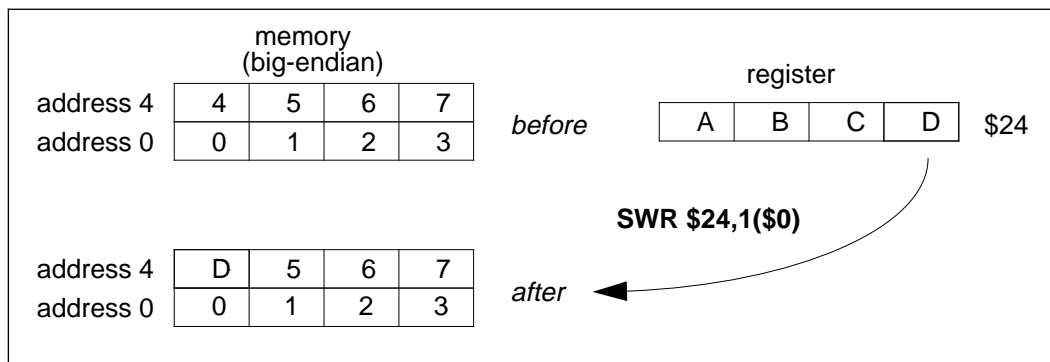 memory
(big-endian)
register
address 4 4 5 6 7
address 0 0 1 2 3
before
A B C D $24
SWR $24,1($0)
address 4 D 5 6 7
address 0 0 1 2 3
after